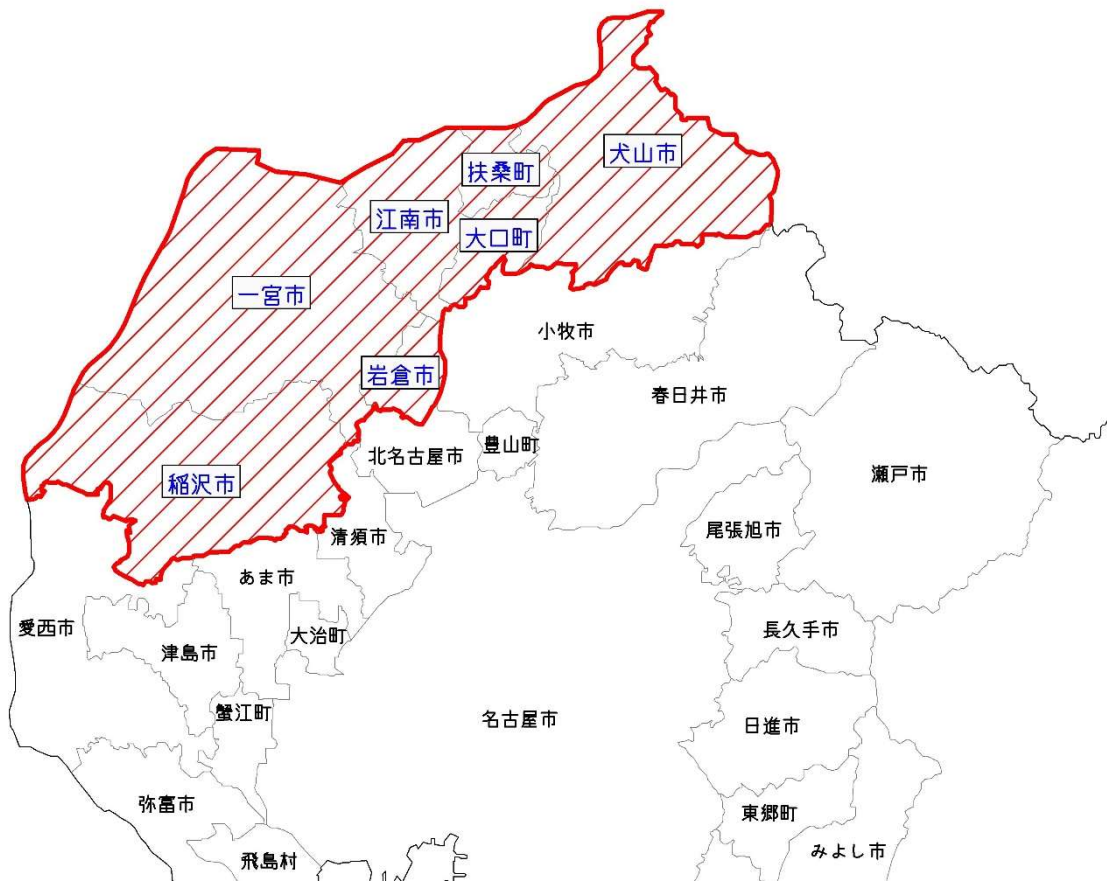 犬山市
扶桑町
江南市
大口町
一宮市
小牧市
岩倉市
春日井市
豊山町
北名古屋市
瀬戸市
稲沢市
尾張旭市
清須市
あま市
愛西市
大治町
長久手市
津島市
蟹江町
名古屋市
日進市
弥富市
東郷町
みよし市
飛島村